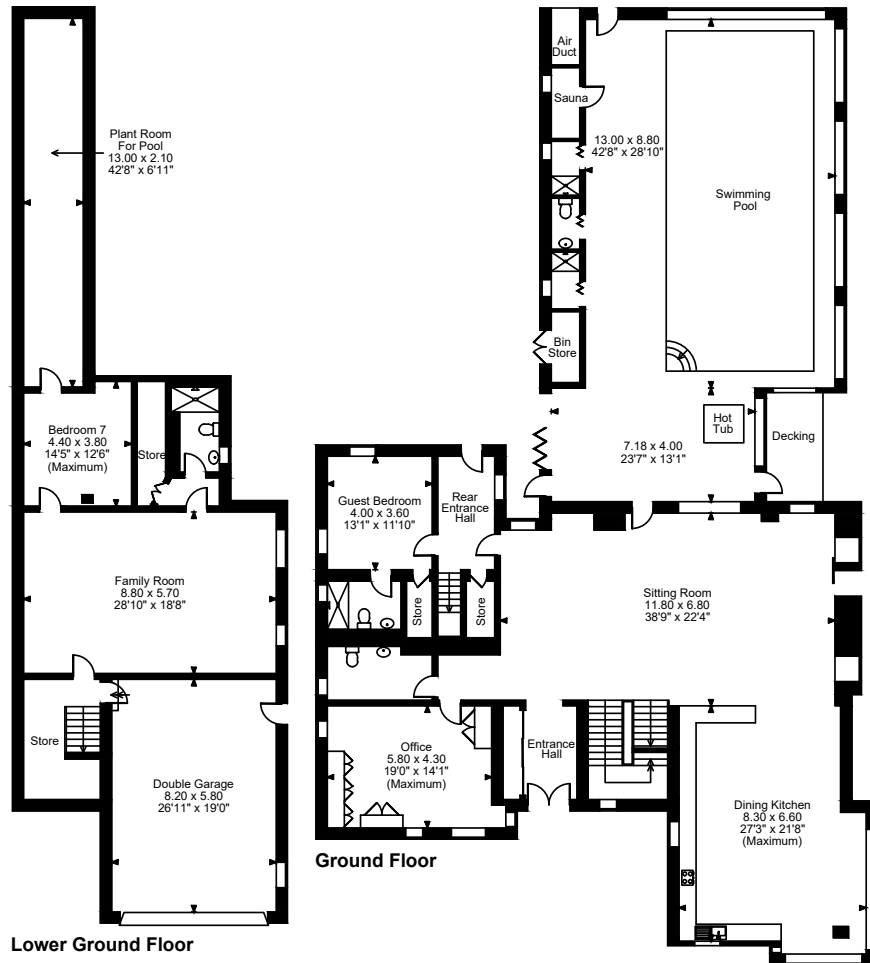 Plant Room
For Pool
13.00 x 2.10
42'8" x 6'11"
Bedroom 7
4.40 x 3.80
14'5" x 12'6"
(Maximum)
Store
Family Room
8.80 x 5.70
28'10" x 18'8"
Store
Double Garage
8.20 x 5.80
26'11" x 19'0"
Lower Ground Floor
Air
Duct
Sauna
13.00 x 8.80
42'8" x 28'10"
Swimming
Pool
Bin
Store
Hot
Tub
Decking
7.18 x 4.00
23'7" x 13'1"
Guest Bedroom
4.00 x 3.60
13'1" x 11'10"
Rear
Entrance
Hall
Store
Store
Sitting Room
11.80 x 6.80
38'9" x 22'4"
Office
5.80 x 4.30
19'0" x 14'1"
(Maximum)
Entrance
Hall
Dining Kitchen
8.30 x 6.60
27'3" x 21'8"
(Maximum)
Ground Floor